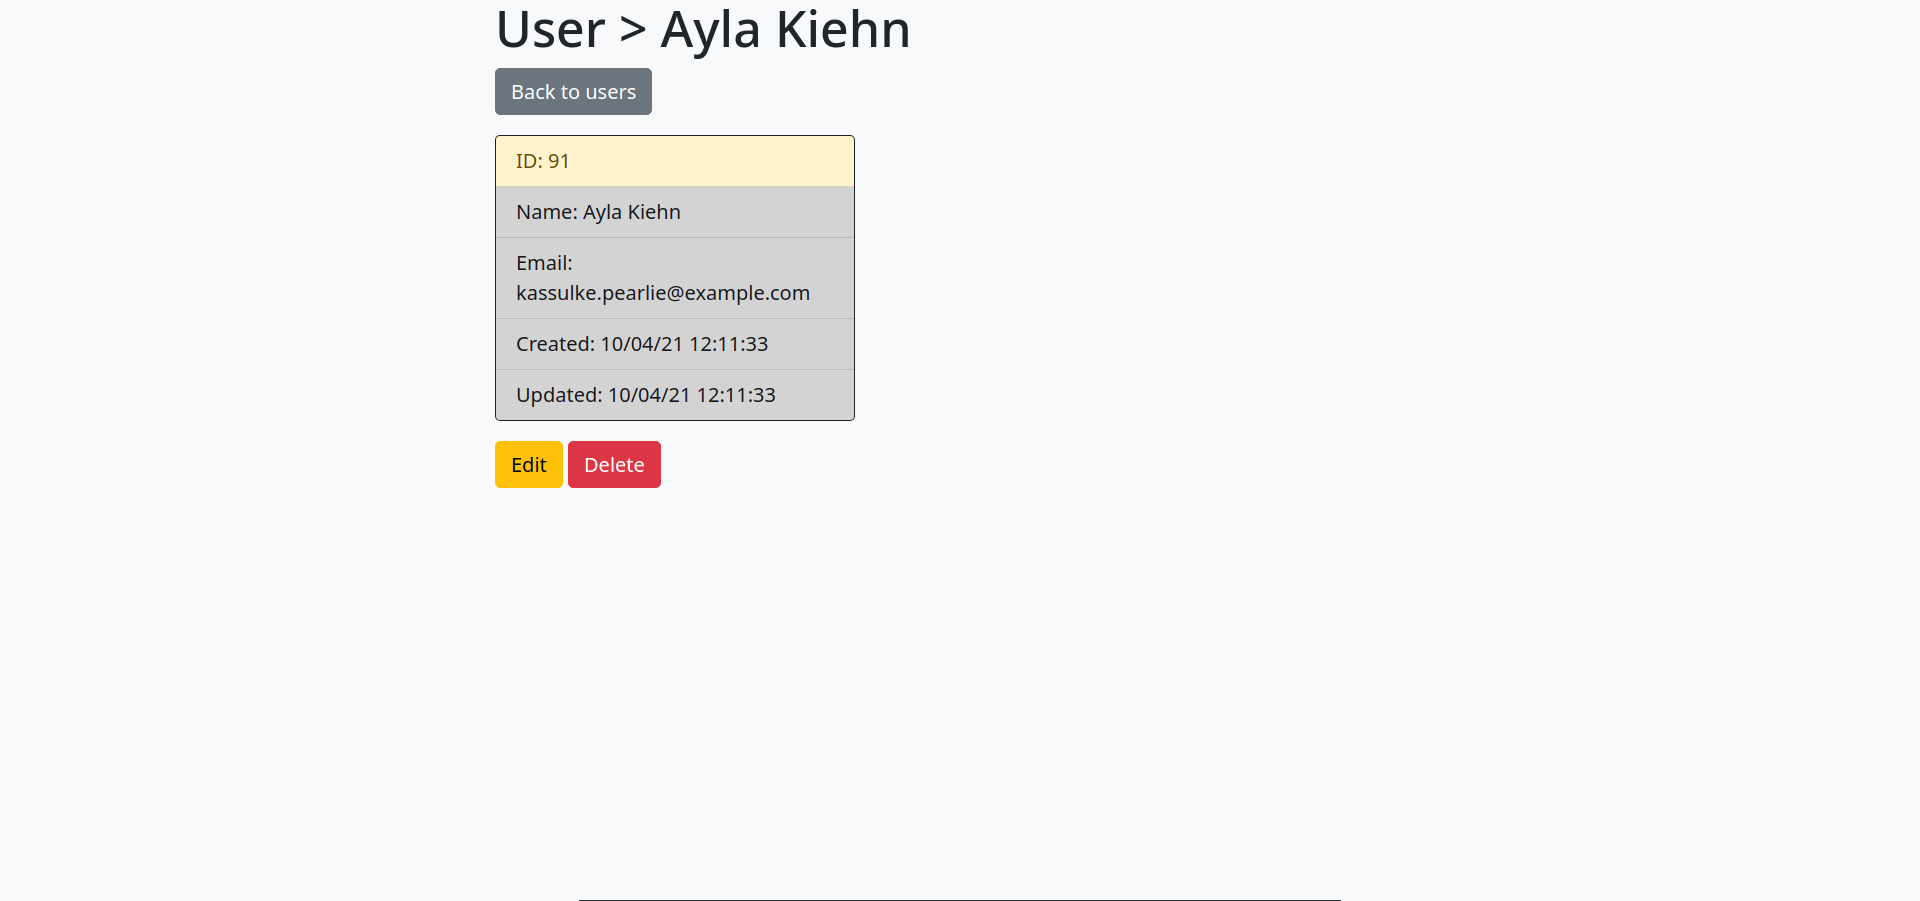 User > Ayla Kiehn
Back to users
ID: 91
Name: Ayla Kiehn
Email:
kassulke.pearlie@example.com
Created: 10/04/21 12:11:33
Updated: 10/04/21 12:11:33
Edit
Delete